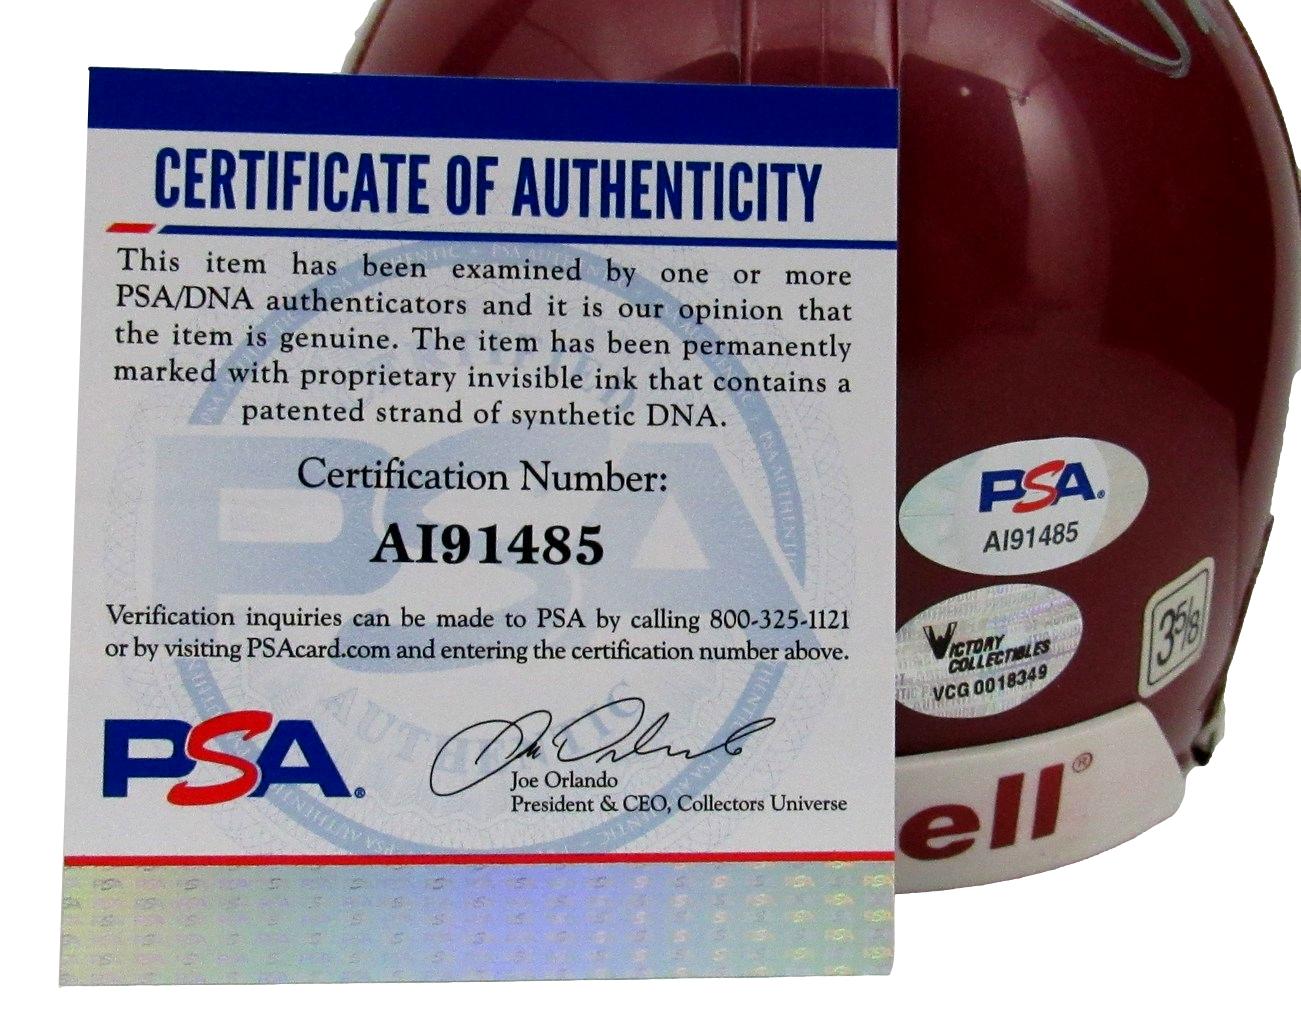 CERTIFICATE OF AUTHENTICITY
This item has been examined by one or more
PSA/DNA authenticators and it is our opinion that
the item is genuine. The item has been permanently
marked with proprietary invisible ink that contains a
patented strand of synthetic DNA.
Certification Number:
AI91485
Verification inquiries can be made to PSA by calling 800-325-1121
or by visiting PSAcard.com and entering the certification number above.
PSA®
Joe Orlando
President & CEO, Collectors Universe
PSA®
AI91485
VICTORY
COLLECTIBLES
VCG 0018349
3 5/8
ell®